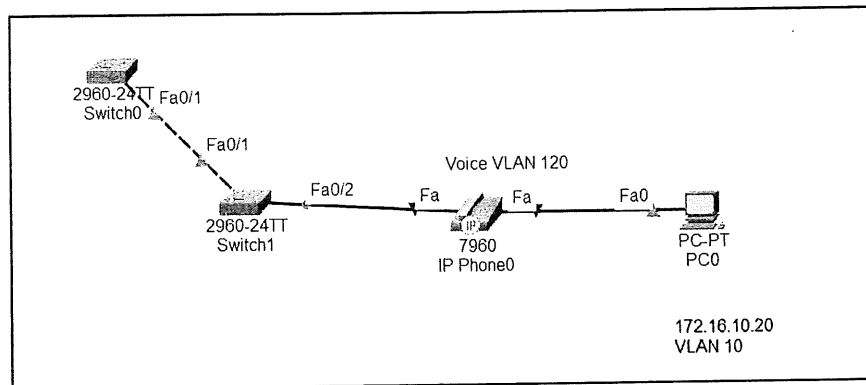 2960-24TT
Switch0
Fa0/1
Fa0/1
2960-24TT
Switch1
Fa0/2
Voice VLAN 120
Fa
IP
7960
IP Phone0
Fa
Fa0
PC-PT
PC0
172.16.10.20
VLAN 10